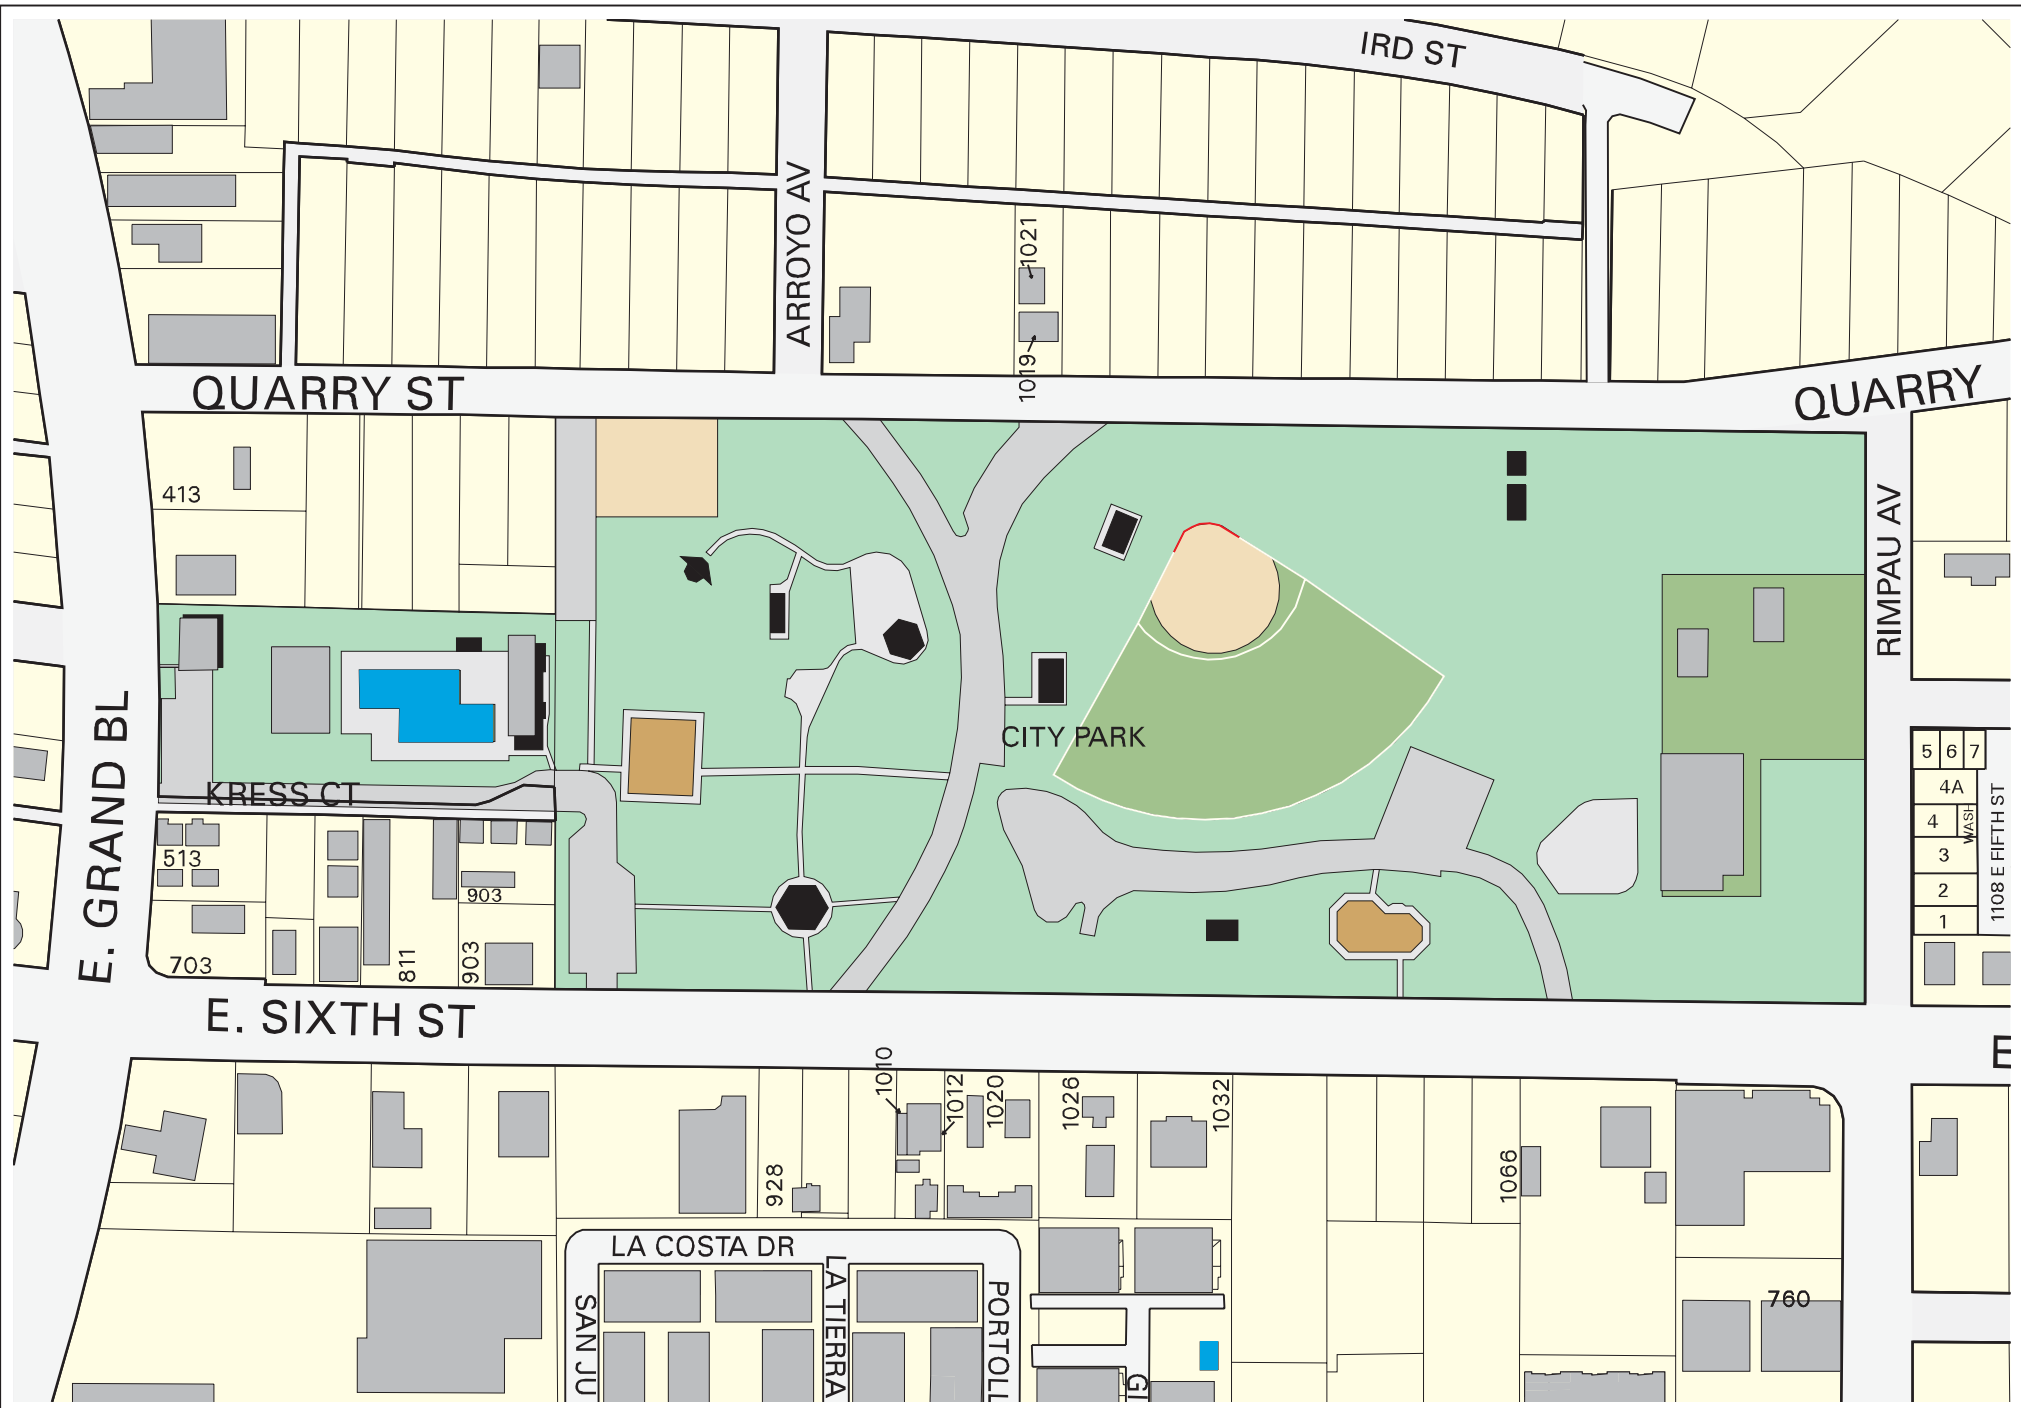 IRD ST
ARROYO AV
1021
1019
QUARRY ST
QUARRY
413
RIMPAU AV
CITY PARK
E. GRAND BL
KRESS CT
5 6 7
4A
4
WASH
3
2
1
1108 E FIFTH ST
513
903
703
811
903
E. SIXTH ST
E
1010
1012
1020
1026
1032
928
1066
LA COSTA DR
SAN JU
LA TIERRA
PORTOLL
GI
760